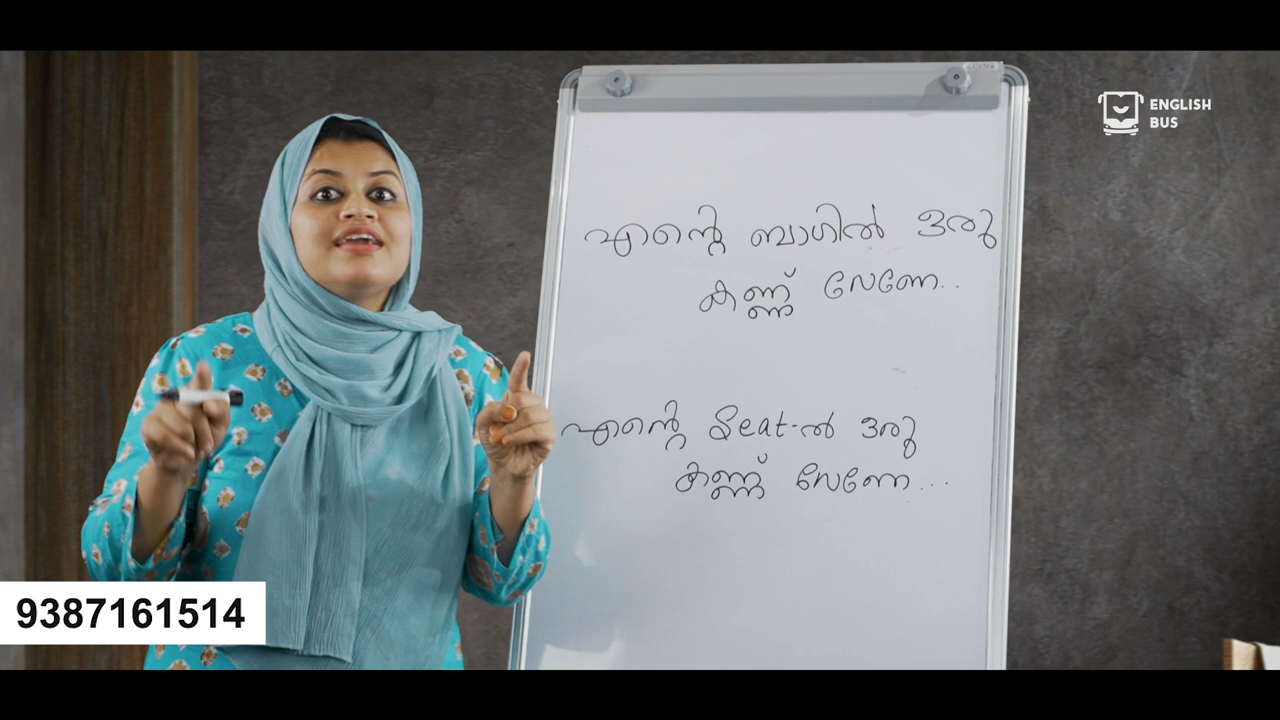 ENGLISH
BUS
എന്റെ ബാഗിൽ ഒരു
കണ്ണ് വേണേ..
എന്റെ Seat-ൽ ഒരു
കണ്ണ് വേണേ...
9387161514